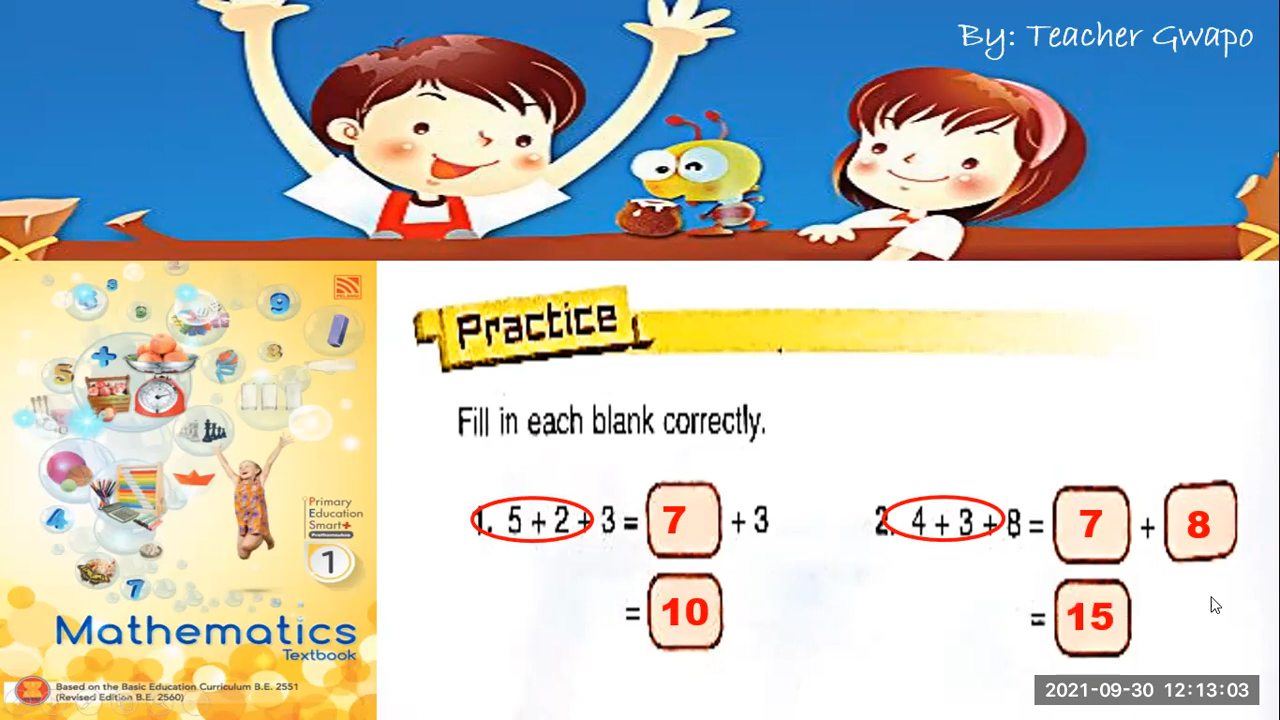 By: Teacher Gwapo
PELANGI
Primary
Education
Smart+
Mathematics
1
Mathematics
Textbook
Based on the Basic Education Curriculum B.E. 2551
(Revised Edition B.E. 2560)
Practice
Fill in each blank correctly.
1. 5 + 2 + 3 = 7 + 3
= 10
2. 4 + 3 + 8 = 7 + 8
= 15
2021-09-30 12:13:03